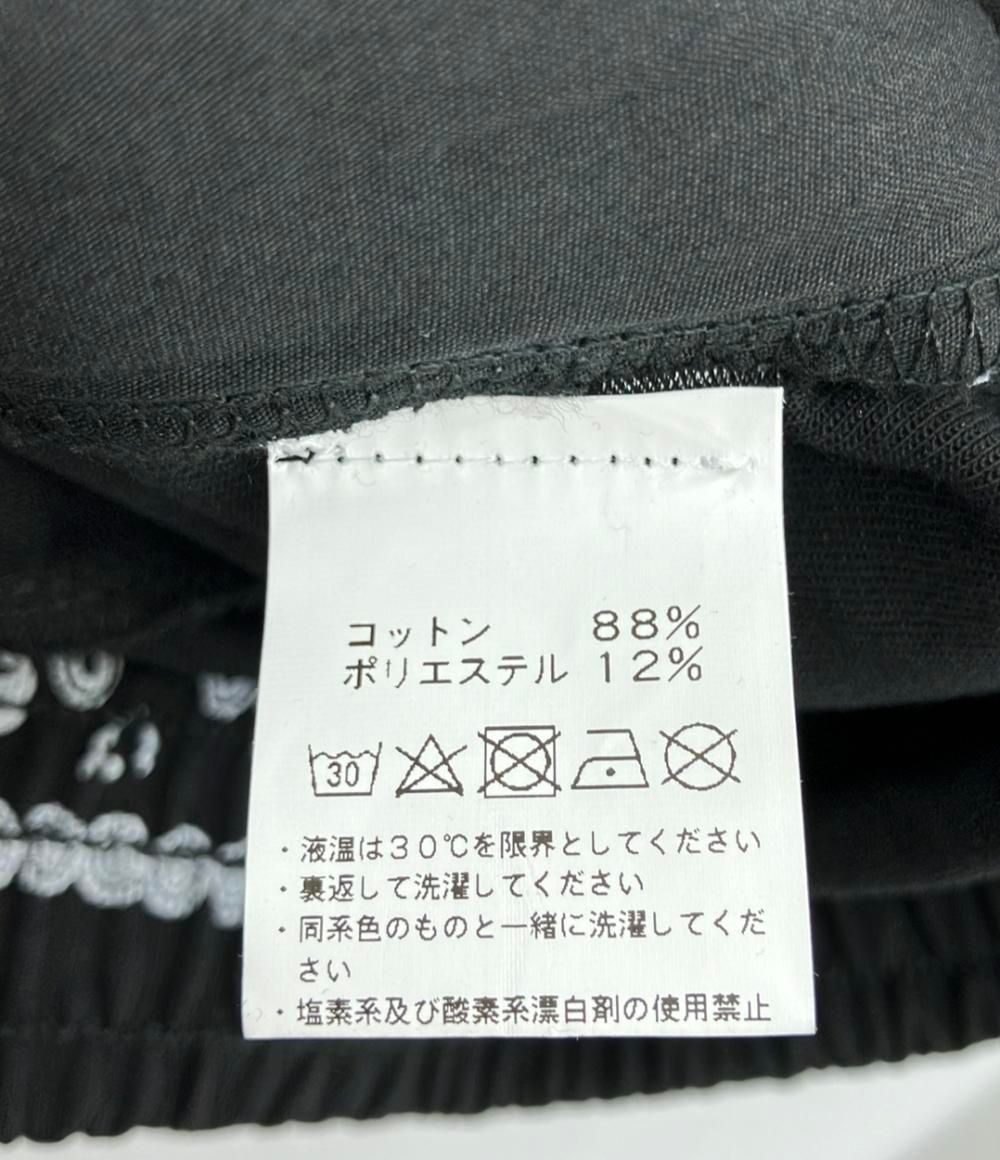 コットン　８８％
ポリエステル　１２％
30
・液温は３０℃を限界としてください
・裏返して洗濯してください
・同系色のものと一緒に洗濯してくだ
さい
・塩素系及び酸素系漂白剤の使用禁止